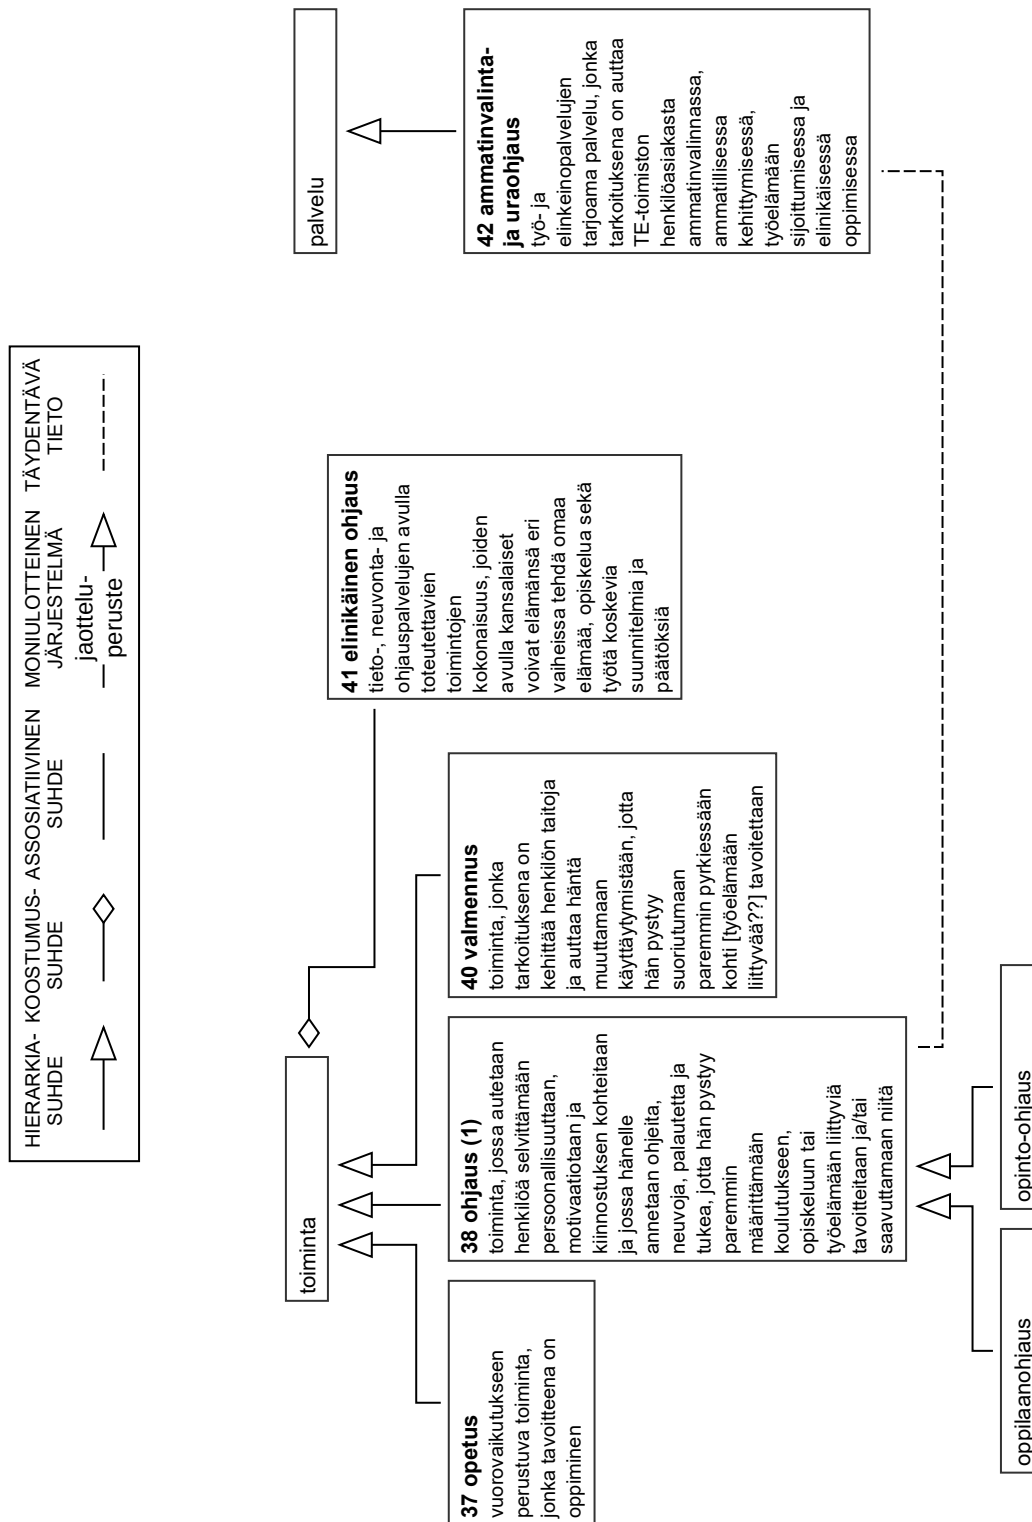 HIERARKIA-
SUHDE
KOOSTUMUS-
SUHDE
ASSOSIATIIVINEN
SUHDE
MONIULOTTEINEN
JÄRJESTELMÄ
jaottelu-
peruste
TÄYDENTÄVÄ
TIETO
toiminta
palvelu
37 opetus
vuorovaikutukseen
perustuva toiminta,
jonka tavoitteena on
oppiminen
38 ohjaus (1)
toiminta, jossa autetaan
henkilöä selvittämään
persoonallisuuttaan,
motivaatiotaan ja
kiinnostuksen kohteitaan
ja jossa hänelle
annetaan ohjeita,
neuvoja, palautetta ja
tukea, jotta hän pystyy
paremmin
määrittämään
koulutukseen,
opiskeluun tai
työelämään liittyviä
tavoitteitaan ja/tai
saavuttamaan niitä
40 valmennus
toiminta, jonka
tarkoituksena on
kehittää henkilön taitoja
ja auttaa häntä
muuttamaan
käyttäytymistään, jotta
hän pystyy
suoriutumaan
paremmin pyrkiessään
kohti [työelämään
liittyvää??] tavoitettaan
41 elinikäinen ohjaus
tieto-, neuvonta- ja
ohjauspalvelujen avulla
toteutettavien
toimintojen
kokonaisuus, joiden
avulla kansalaiset
voivat elämänsä eri
vaiheissa tehdä omaa
elämää, opiskelua sekä
työtä koskevia
suunnitelmia ja
päätöksiä
42 ammatinvalinta-
ja uraohjaus
työ- ja
elinkeinopalvelujen
tarjoama palvelu, jonka
tarkoituksena on auttaa
TE-toimiston
henkilöasiakasta
ammatinvalinnassa,
ammatillisessa
kehittymisessä,
työelämään
sijoittumisessa ja
elinikäisessä
oppimisessa
oppilaanohjaus
opinto-ohjaus